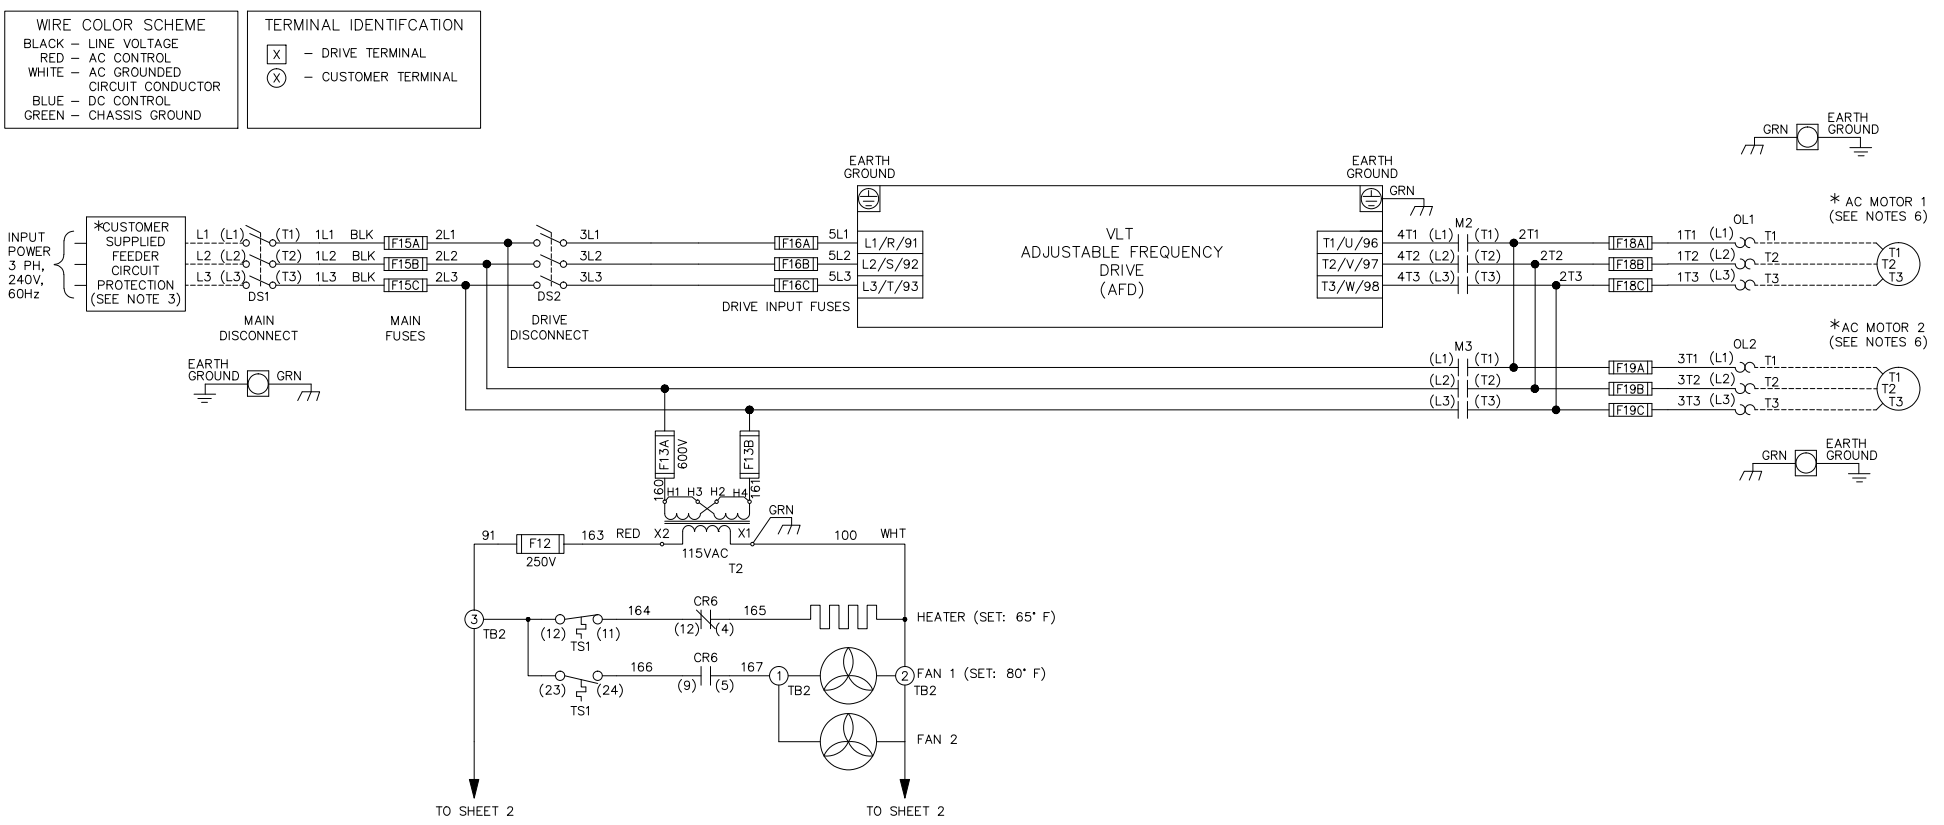 WIRE COLOR SCHEME
BLACK – LINE VOLTAGE
RED – AC CONTROL
WHITE – AC GROUNDED
CIRCUIT CONDUCTOR
BLUE – DC CONTROL
GREEN – CHASSIS GROUND
TERMINAL IDENTIFCATION
X – DRIVE TERMINAL
X – CUSTOMER TERMINAL
INPUT
POWER
3 PH,
240V,
60Hz
*CUSTOMER
SUPPLIED
FEEDER
CIRCUIT
PROTECTION
(SEE NOTE 3)
L1 (L1) (T1) 1L1 BLK F15A 2L1
L2 (L2) (T2) 1L2 BLK F15B 2L2
L3 (L3) (T3) 1L3 BLK F15C 2L3
DS1
MAIN
DISCONNECT
MAIN
FUSES
3L1 F16A 5L1
3L2 F16B 5L2
3L3 F16C 5L3
DS2
DRIVE
DISCONNECT
DRIVE INPUT FUSES
EARTH
GROUND
L1/R/91
L2/S/92
L3/T/93
VLT
ADJUSTABLE FREQUENCY
DRIVE
(AFD)
EARTH
GROUND
GRN
T1/U/96
T2/V/97
T3/W/98
M2
4T1 (L1) (T1) 2T1
4T2 (L2) (T2) 2T2
4T3 (L3) (T3) 2T3
OL1
F18A 1T1 (L1) T1
F18B 1T2 (L2) T2
F18C 1T3 (L3) T3
GRN
EARTH
GROUND
* AC MOTOR 1
(SEE NOTES 6)
T1
T2
T3
M3
(L1) (T1)
(L2) (T2)
(L3) (T3)
OL2
F19A 3T1 (L1) T1
F19B 3T2 (L2) T2
F19C 3T3 (L3) T3
* AC MOTOR 2
(SEE NOTES 6)
T1
T2
T3
GRN
EARTH
GROUND
EARTH
GROUND
GRN
F13A
600V
F13B
160
161
H1 H3 H2 H4
GRN
91
F12
250V
163 RED X2
X1
115VAC
T2
100 WHT
3
TB2
(12) (11)
TS1
164
CR6
(12) (4)
165
HEATER (SET: 65° F)
(23) (24)
TS1
166
CR6
(9) (5)
167
1
TB2
2
TB2
FAN 1 (SET: 80° F)
FAN 2
TO SHEET 2
TO SHEET 2